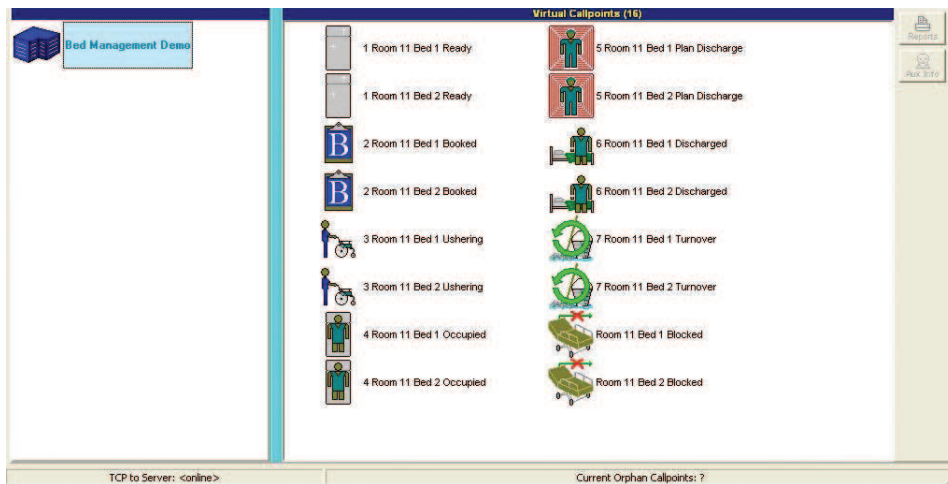 Virtual Callpoints (16)
Bed Management Demo
1 Room 11 Bed 1 Ready
1 Room 11 Bed 2 Ready
B
2 Room 11 Bed 1 Booked
B
2 Room 11 Bed 2 Booked
3 Room 11 Bed 1 Ushering
3 Room 11 Bed 2 Ushering
4 Room 11 Bed 1 Occupied
4 Room 11 Bed 2 Occupied
5 Room 11 Bed 1 Plan Discharge
5 Room 11 Bed 2 Plan Discharge
6 Room 11 Bed 1 Discharged
6 Room 11 Bed 2 Discharged
7 Room 11 Bed 1 Turnover
7 Room 11 Bed 2 Turnover
Room 11 Bed 1 Blocked
Room 11 Bed 2 Blocked
Reports
Aux Info
TCP to Server: <online>
Current Orphan Callpoints: ?